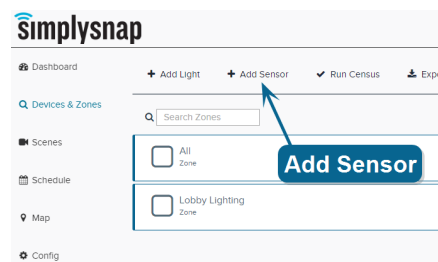 simplysnap
Dashboard
Add Light
Add Sensor
Run Census
Expo
Devices & Zones
Search Zones
Scenes
All
Zone
Add Sensor
Schedule
Lobby Lighting
Zone
Map
Config